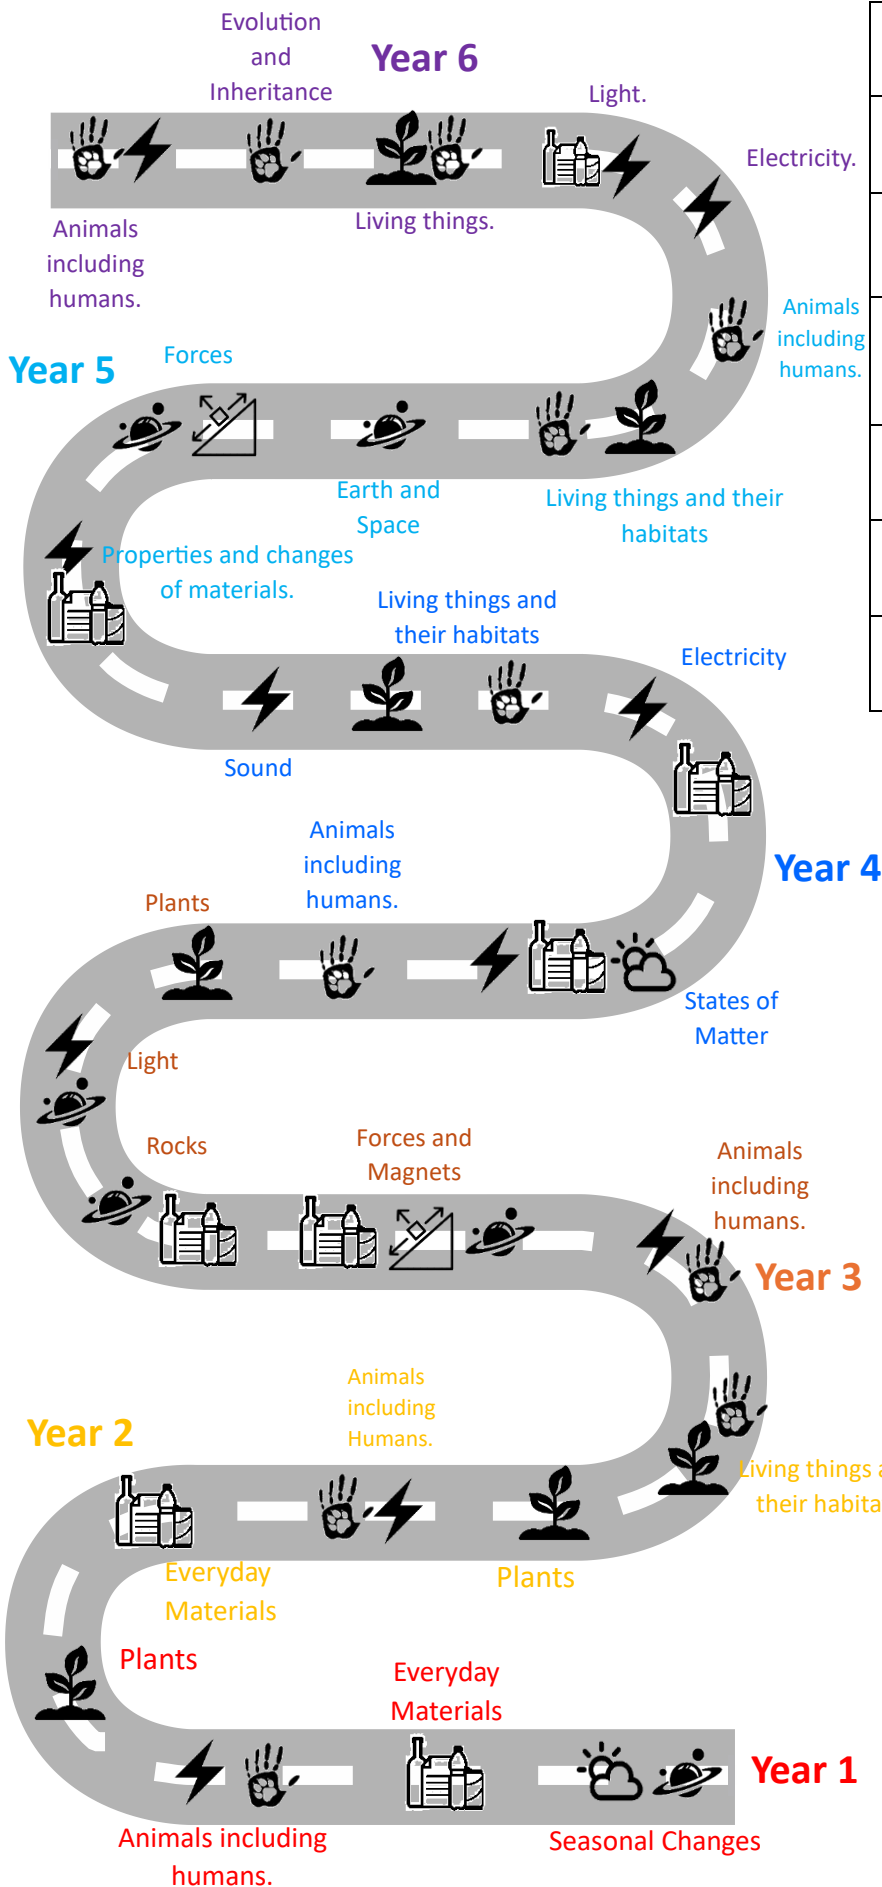 Evolution
and
Inheritance
Year 6
Light.
Electricity.
Animals
including
humans.
Living things.
Animals
including
humans.
Year 5
Forces
Earth and
Space
Living things and their
habitats
Properties and changes
of materials.
Living things and
their habitats
Electricity
Sound
Animals
including
humans.
Year 4
Plants
States of
Matter
Light
Rocks
Forces and
Magnets
Animals
including
humans.
Year 3
Animals
including
Humans.
Year 2
Living things
their
Everyday
Materials
Plants
Plants
Everyday
Materials
Year 1
Animals including
humans.
Seasonal Changes